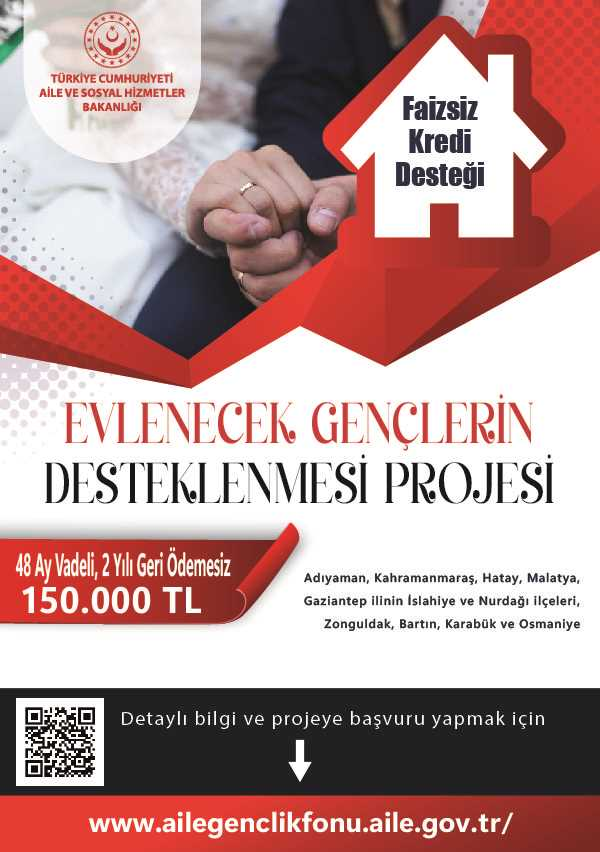 TÜRKİYE CUMHURİYETİ
AİLE VE SOSYAL HİZMETLER
BAKANLIĞI
Faizsiz
Kredi
Desteği
EVLENECEK GENÇLERİN
DESTEKLENMESİ PROJESİ
48 Ay Vadeli, 2 Yılı Geri Ödemesiz
150.000 TL
Adıyaman, Kahramanmaraş, Hatay, Malatya,
Gaziantep ilinin İslahiye ve Nurdağı ilçeleri,
Zonguldak, Bartın, Karabük ve Osmaniye
Detaylı bilgi ve projeye başvuru yapmak için
www.ailegenclikfonu.aile.gov.tr/